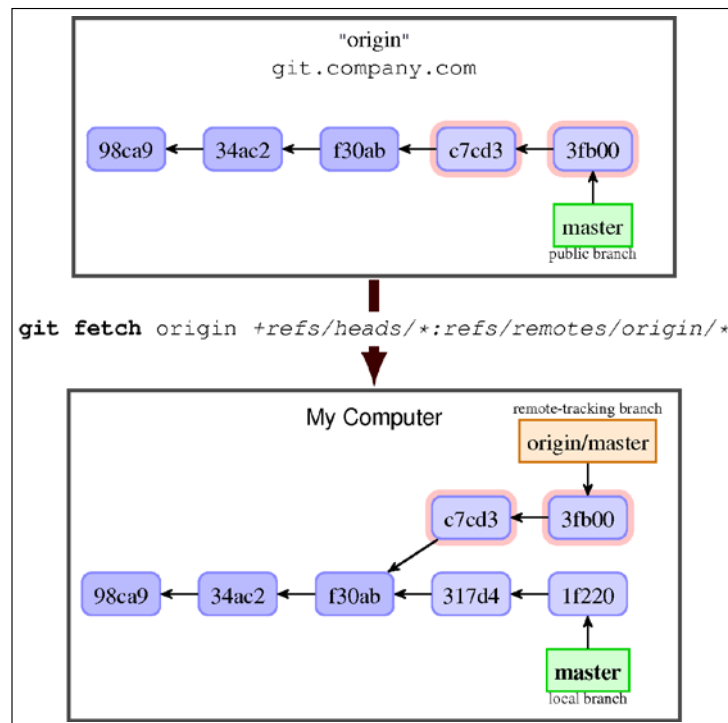 "origin"
git.company.com
98ca9 34ac2 f30ab c7cd3 3fb00
master
public branch
git fetch origin +refs/heads/*:refs/remotes/origin/*
My Computer
remote-tracking branch
origin/master
c7cd3 3fb00
98ca9 34ac2 f30ab 317d4 1f220
master
local branch